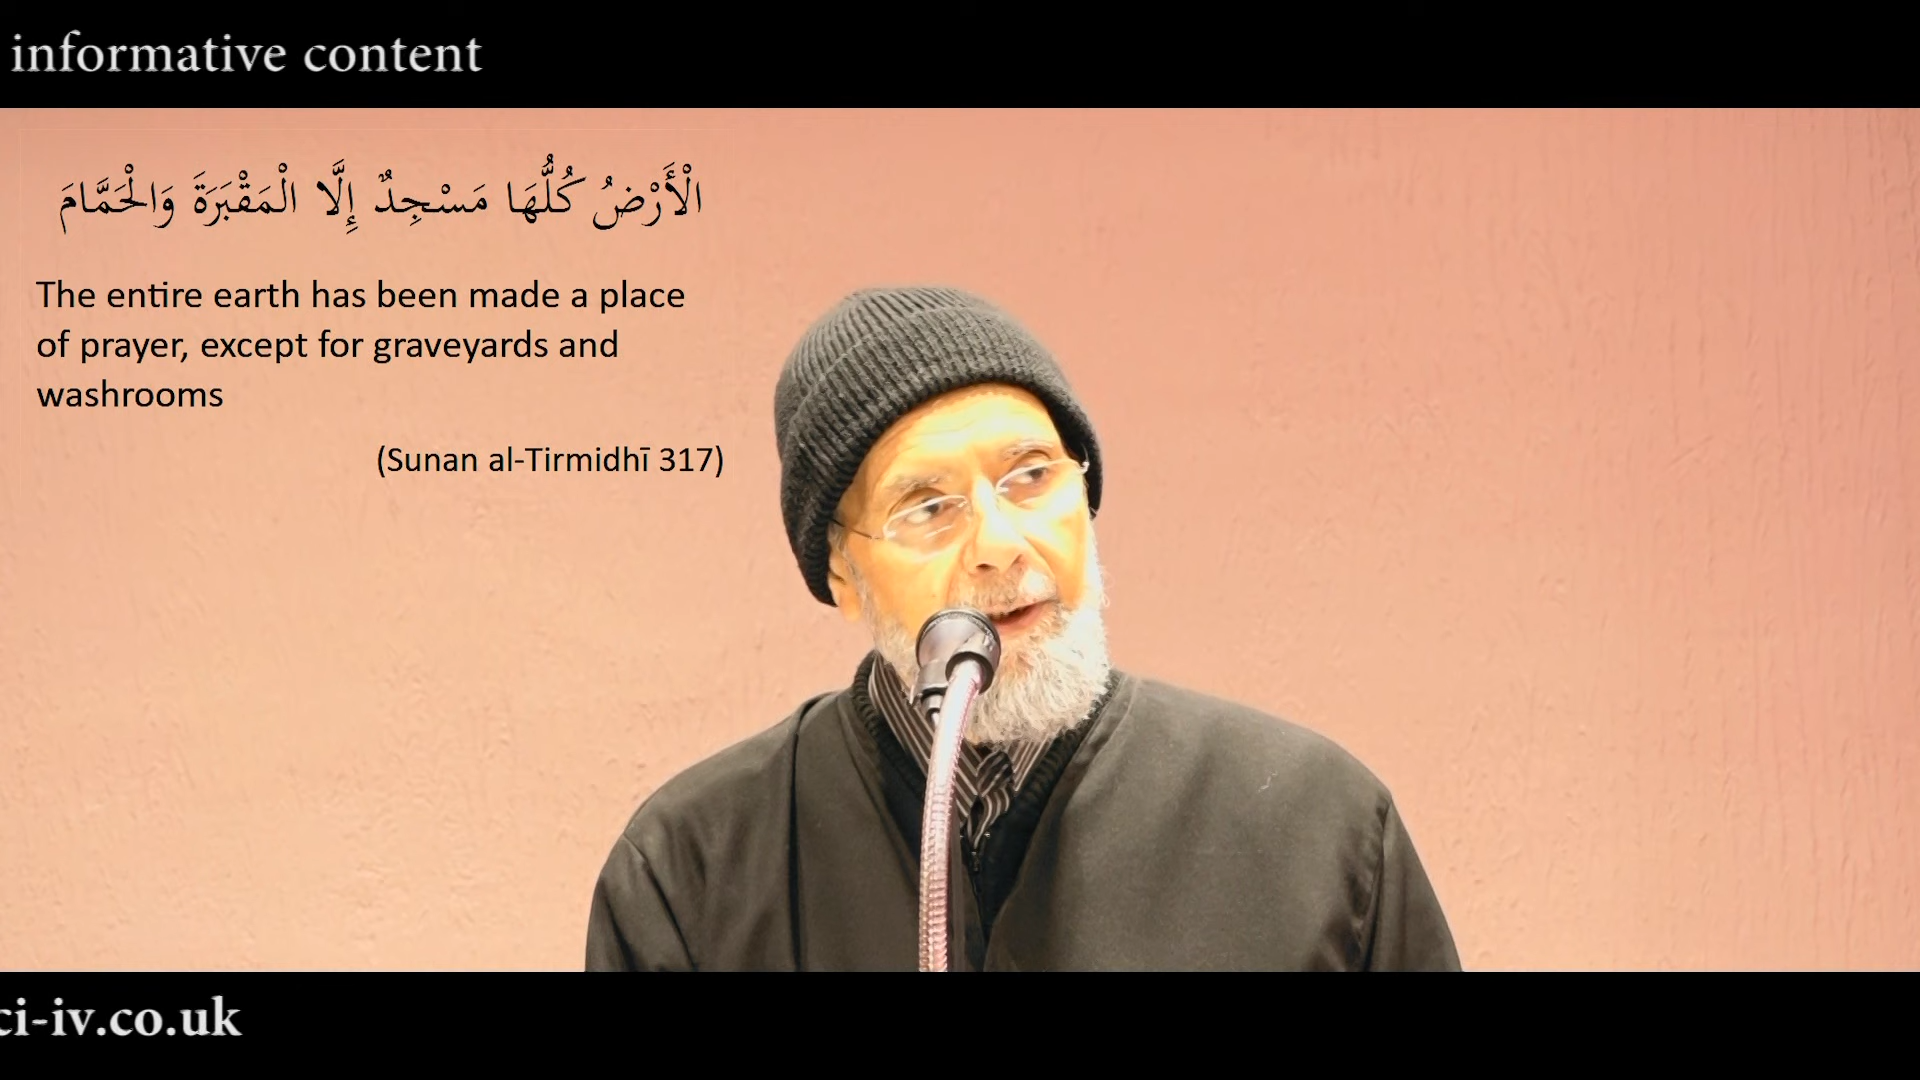 informative content
الْأَرْضُ كُلُّهَا مَسْجِدٌ إِلَّا الْمَقْبَرَةَ وَالْحَمَّامَ
The entire earth has been made a place
of prayer, except for graveyards and
washrooms
(Sunan al-Tirmidhī 317)
ci-iv.co.uk